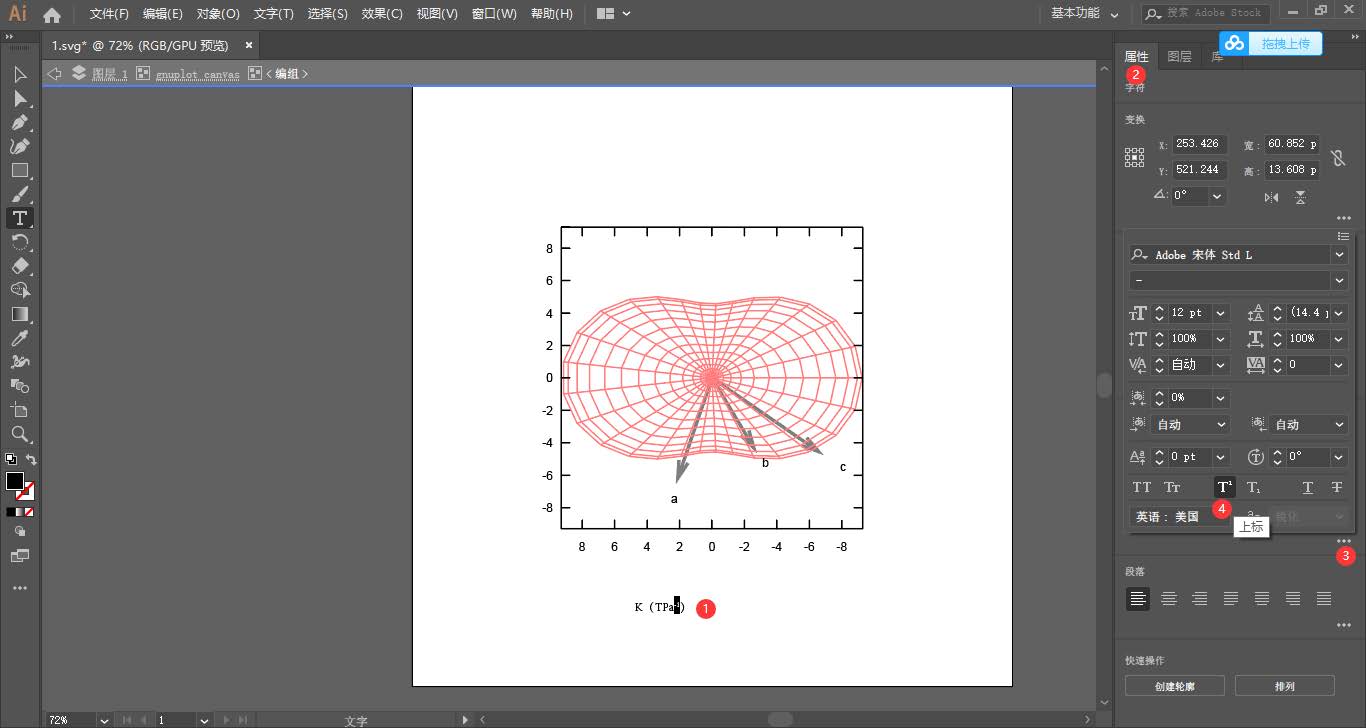 Ai 文件(F) 编辑(E) 对象(O) 文字(T) 选择(S) 效果(C) 视图(V) 窗口(W) 帮助(H) 基本功能 搜索 Adobe Stock
1.svg* @ 72% (RGB/GPU 预览) ×
拖拽上传
图层 1 gnuplot canvas <编组>
属性 图层 库
2
字符
变换
X: 253.426 宽: 60.852 p
Y: 521.244 高: 13.608 p
0°
Adobe 宋体 Std L
-
12 pt (14.4 p
100% 100%
自动 0
0%
自动 自动
0 pt 0°
TT Tr T¹ T₁ T T
4
英语: 美国 锐化
上标
3
段落
快速操作
创建轮廓 排列
8
6
4
2
0
-2
-4
-6
-8
8 6 4 2 0 -2 -4 -6 -8
a
b
c
K (TPa )
1
72% 1 文字